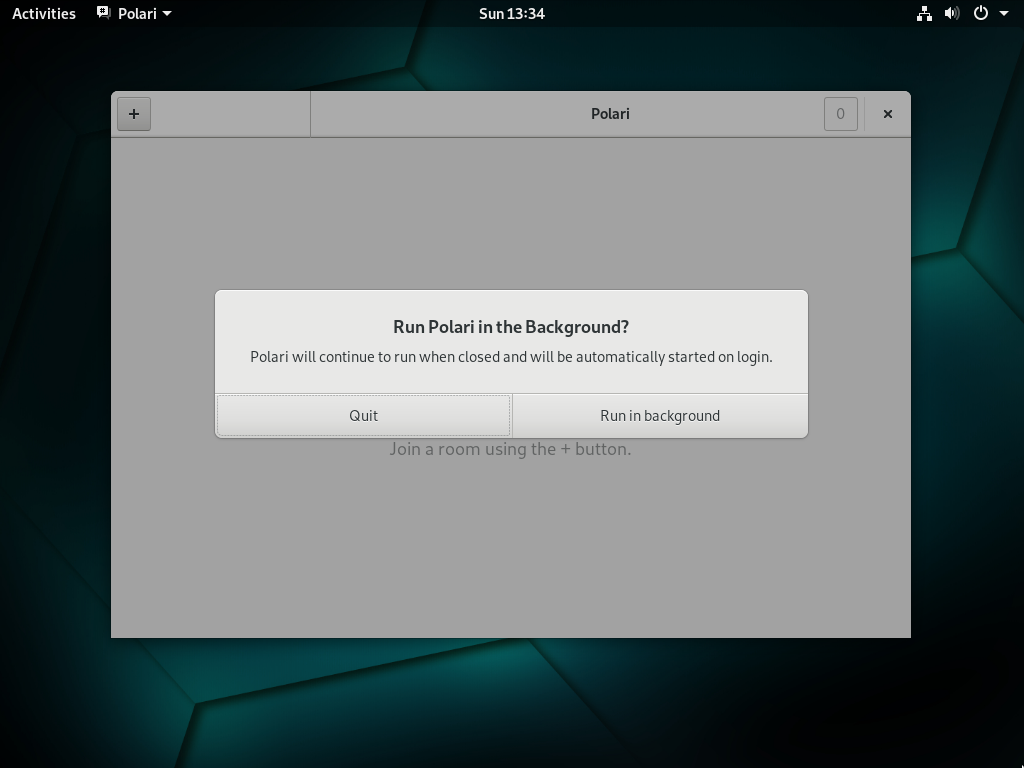 Activities Polari Sun 13:34
+ Polari 0 ×
Run Polari in the Background?
Polari will continue to run when closed and will be automatically started on login.
Quit Run in background
Join a room using the + button.